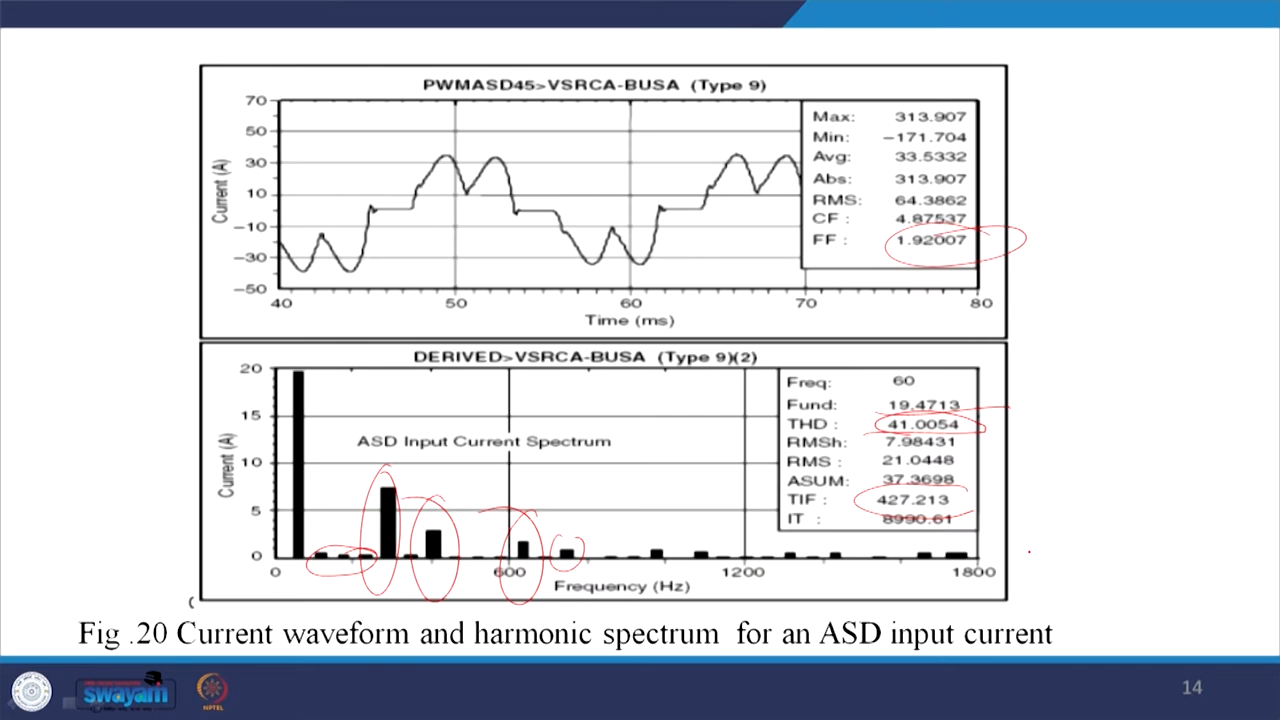 PWMASD45>VSRCA-BUSA (Type 9)
70
50
30
10
−10
−30
−50
Current (A)
40
50
60
70
80
Time (ms)
Max: 313.907
Min: −171.704
Avg: 33.5332
Abs: 313.907
RMS: 64.3862
CF : 4.87537
FF : 1.92007
DERIVED>VSRCA-BUSA (Type 9)(2)
20
15
10
5
0
Current (A)
ASD Input Current Spectrum
0
600
1200
1800
Frequency (Hz)
Freq: 60
Fund: 19.4713
THD : 41.0054
RMSh: 7.98431
RMS : 21.0448
ASUM: 37.3698
TIF : 427.213
IT : 8990.61
Fig .20 Current waveform and harmonic spectrum for an ASD input current
swayam
NPTEL
14